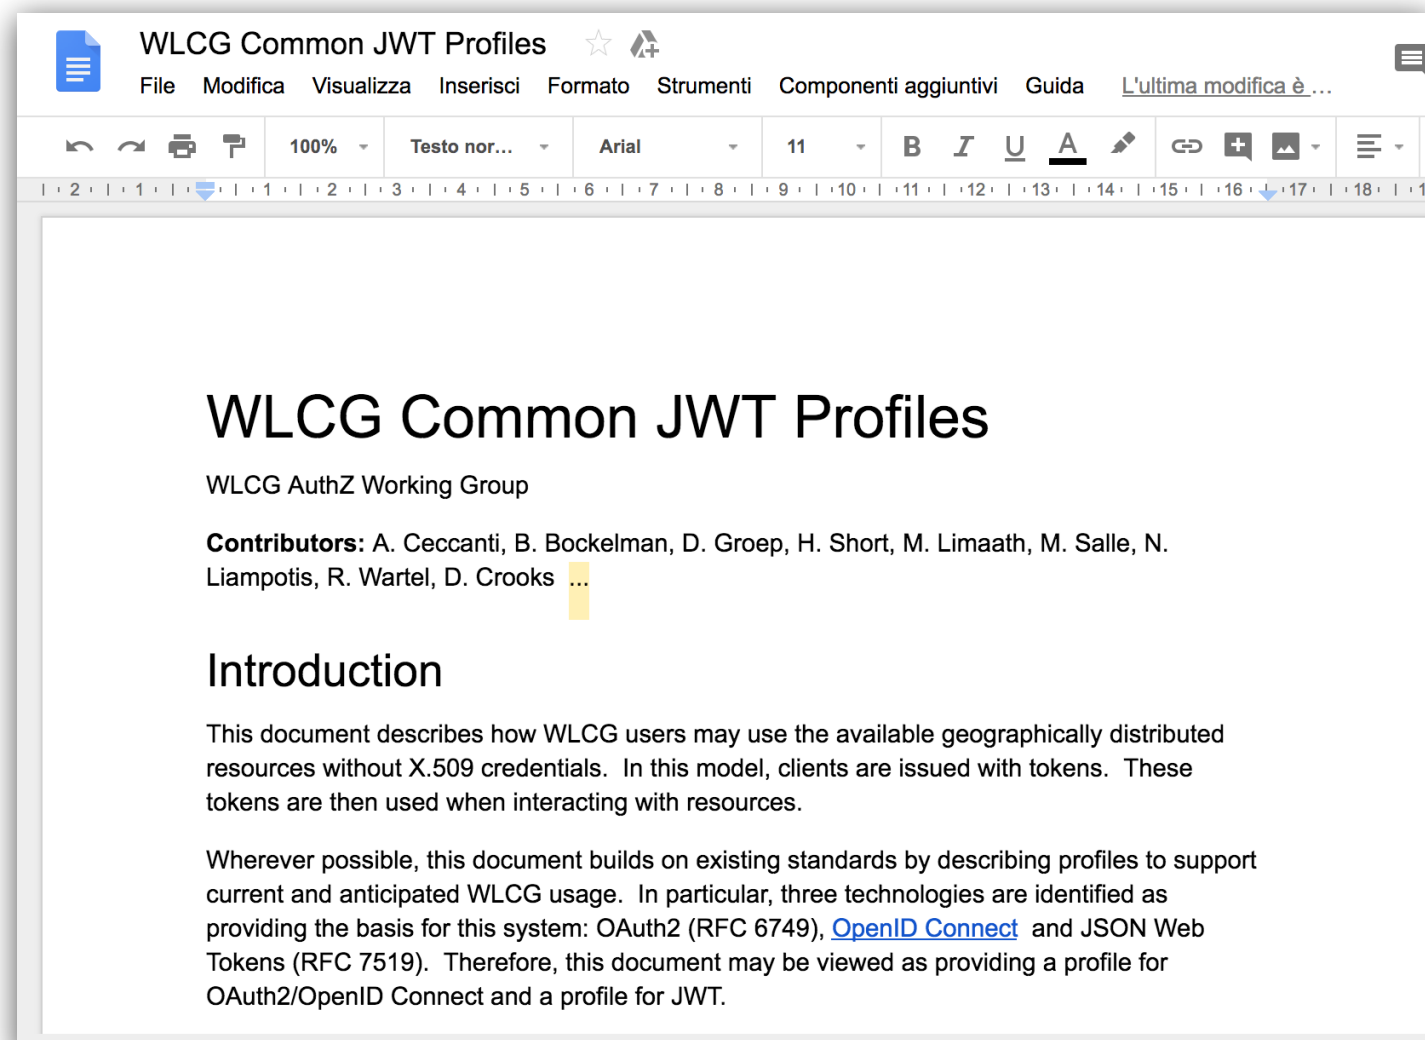 WLCG Common JWT Profiles
File Modifica Visualizza Inserisci Formato Strumenti Componenti aggiuntivi Guida L'ultima modifica è ...
100% Testo nor... Arial 11 B I U A
2 1 1 2 3 4 5 6 7 8 9 10 11 12 13 14 15 16 17 18 1
WLCG Common JWT Profiles
WLCG AuthZ Working Group
Contributors: A. Ceccanti, B. Bockelman, D. Groep, H. Short, M. Limaath, M. Salle, N.
Liampotis, R. Wartel, D. Crooks ...
Introduction
This document describes how WLCG users may use the available geographically distributed
resources without X.509 credentials. In this model, clients are issued with tokens. These
tokens are then used when interacting with resources.
Wherever possible, this document builds on existing standards by describing profiles to support
current and anticipated WLCG usage. In particular, three technologies are identified as
providing the basis for this system: OAuth2 (RFC 6749), OpenID Connect and JSON Web
Tokens (RFC 7519). Therefore, this document may be viewed as providing a profile for
OAuth2/OpenID Connect and a profile for JWT.